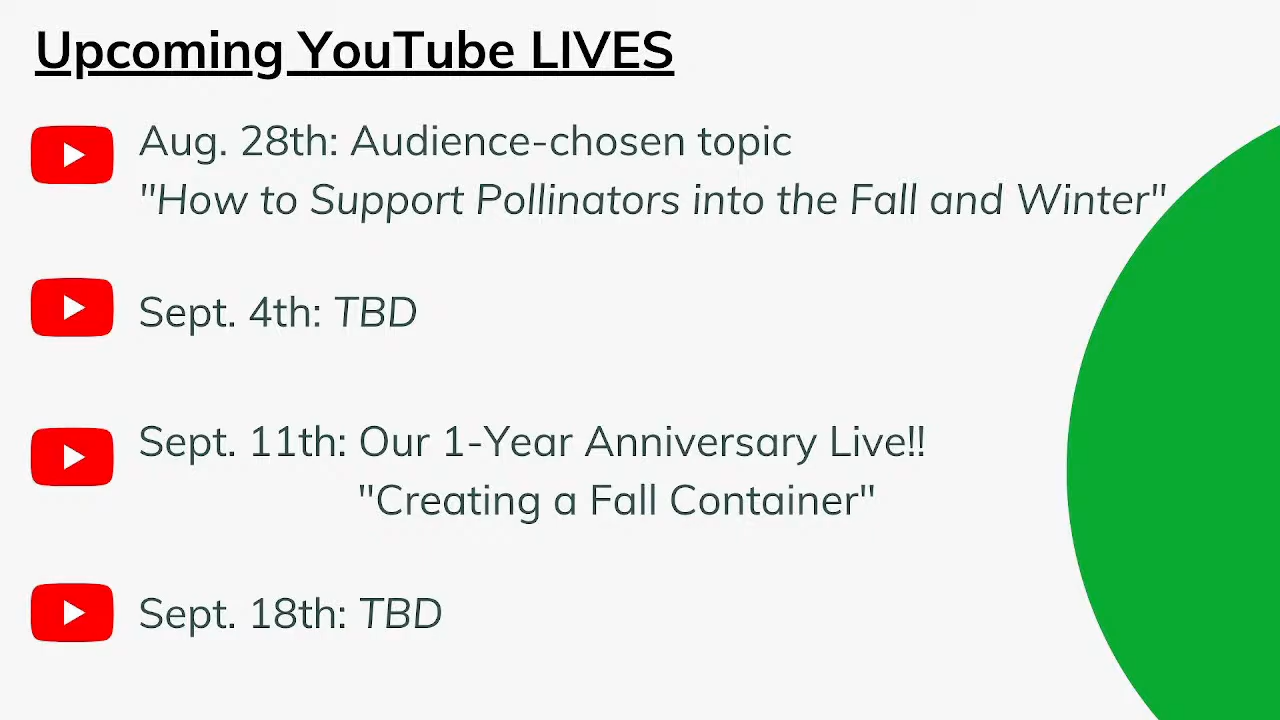 Upcoming YouTube LIVES
Aug. 28th: Audience-chosen topic
"How to Support Pollinators into the Fall and Winter"
Sept. 4th: TBD
Sept. 11th: Our 1-Year Anniversary Live!!
"Creating a Fall Container"
Sept. 18th: TBD